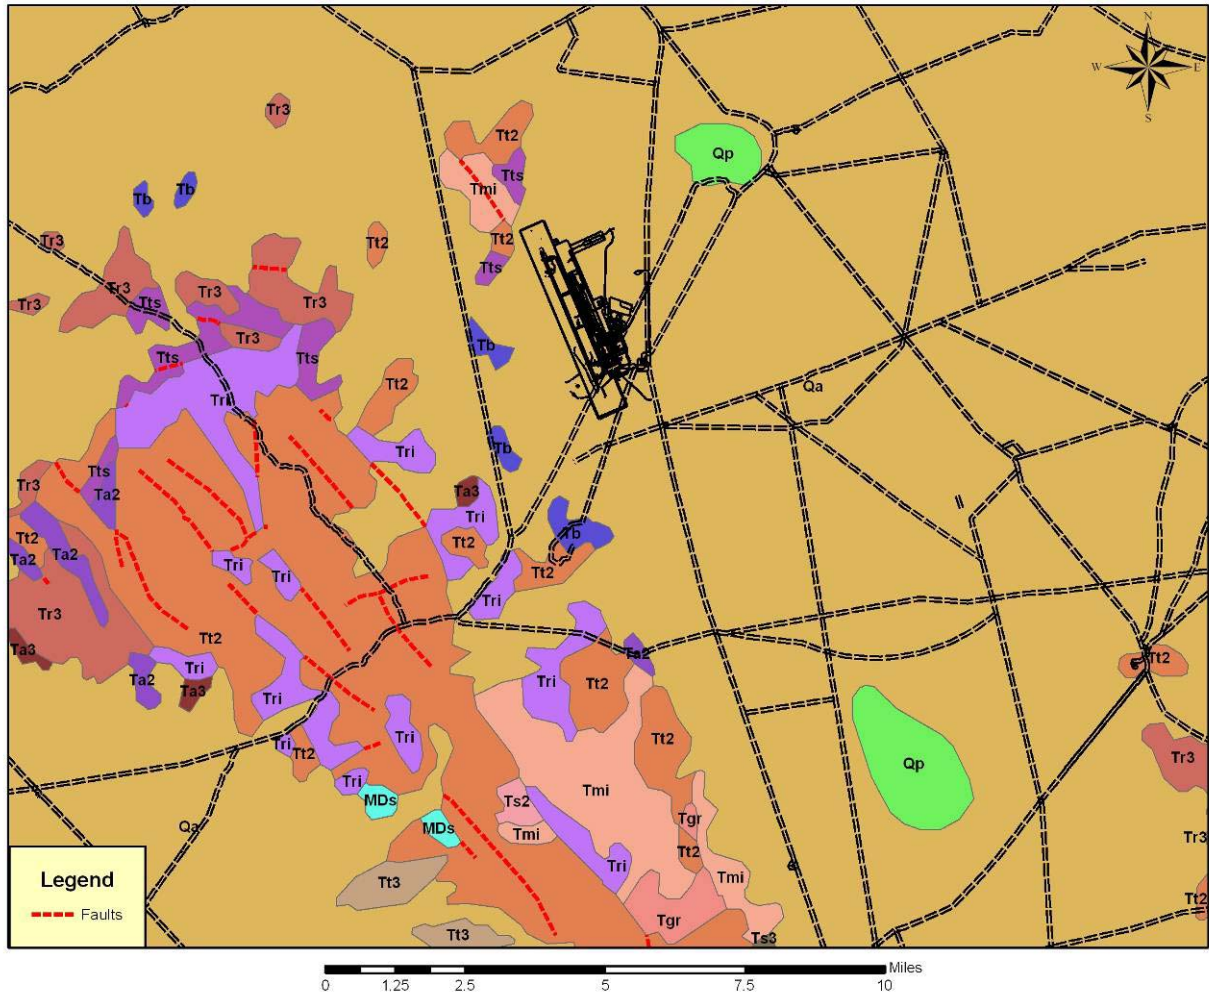 N
W E
S
Tr3
Tt2
Qp
Tts
Tmi
Tb
Tb
Tr3
Tt2
Tt2
Tts
Tr3
Tr3
Tr3
Tr3
Tts
Tr3
Tb
Tts
Tts
Tt2
Qa
Tri
Tri
Tb
Tts
Tr3
Ta2
Ta3
Tri
Tt2
Tt2
Tb
Ta2
Ta2
Tri
Tri
Tt2
Tri
Tr3
Tt2
Ta3
Tri
Ta2
Tt2
Ta2
Ta3
Tri
Tt2
Tri
Tri
Tri
Tt2
Tt2
Tr3
Qp
Tri
Tmi
MDs
Ts2
Tgr
Qa
MDs
Tmi
Tr3
Tt2
Tri
Tt3
Tmi
Tt2
Tgr
Tt3
Ts3
Legend
Faults
Miles
0 1.25 2.5 5 7.5 10